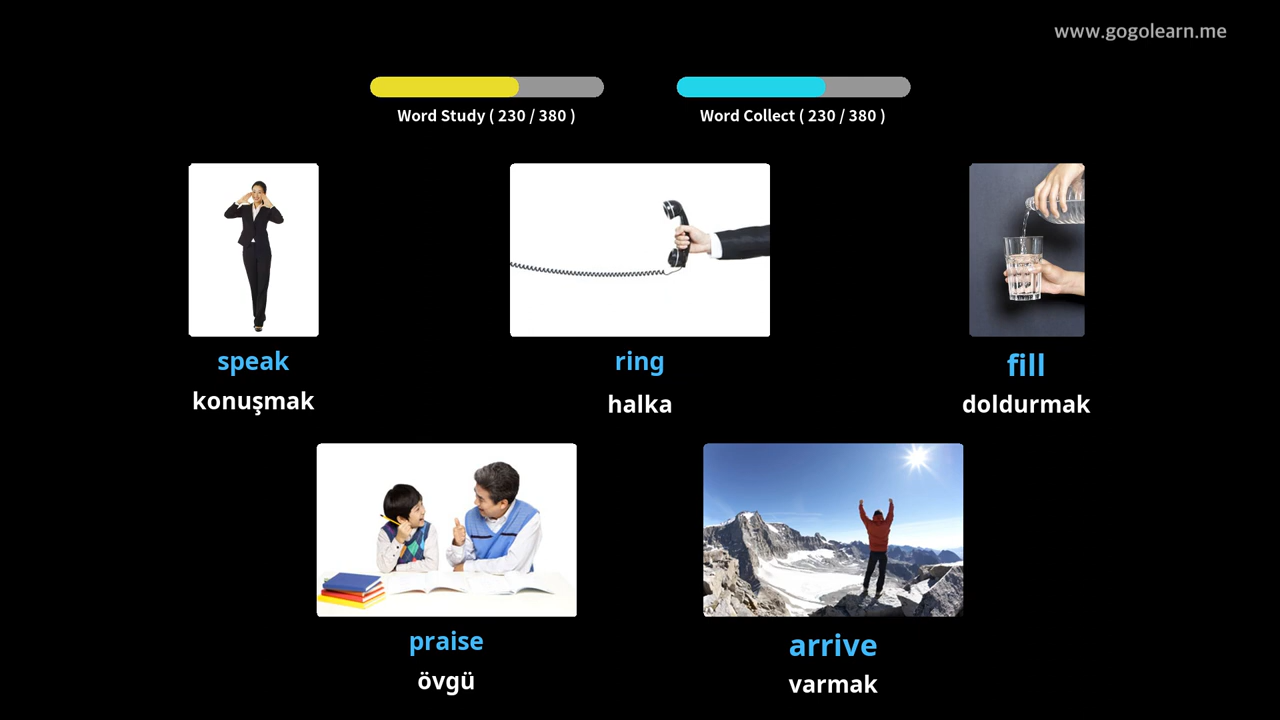 www.gogolearn.me
Word Study ( 230 / 380 )
Word Collect ( 230 / 380 )
speak
konuşmak
ring
halka
fill
doldurmak
praise
övgü
arrive
varmak